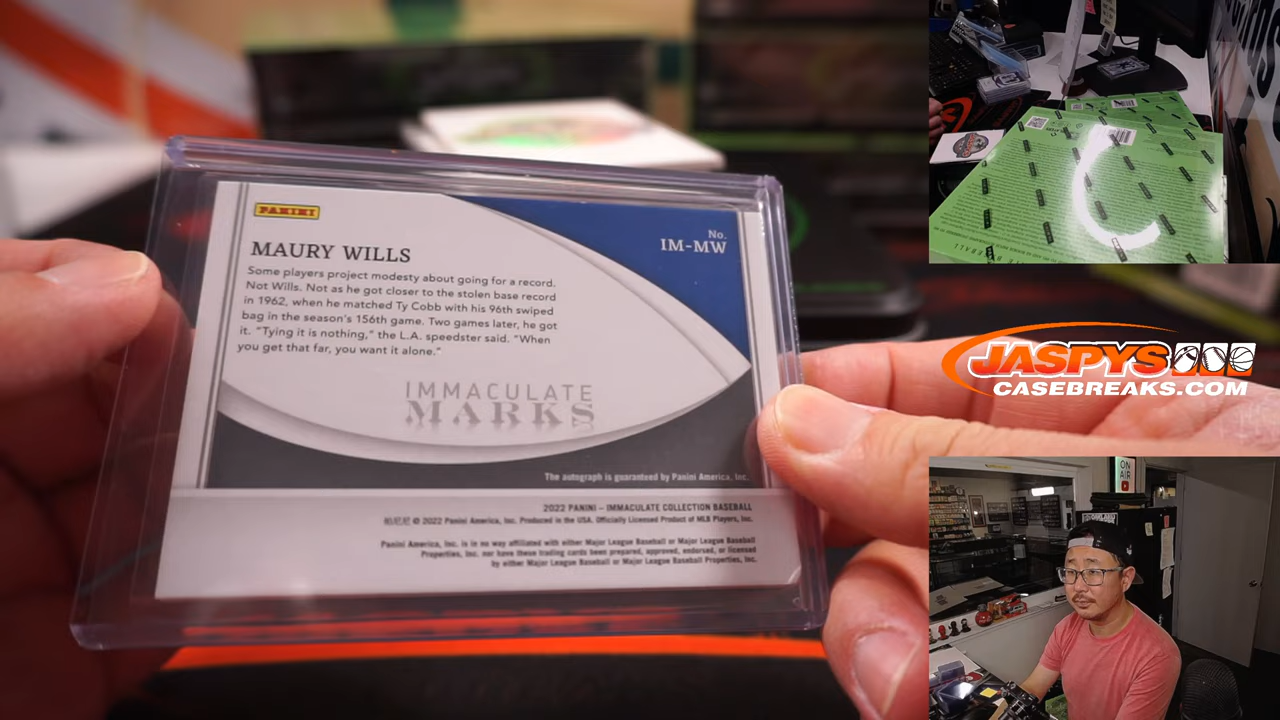 PANINI
No.
IM-MW
MAURY WILLS
Some players project modesty about going for a record.
Not Wills. Not as he got closer to the stolen base record
in 1962, when he matched Ty Cobb with his 96th swiped
bag in the season's 156th game. Two games later, he got
it. "Tying it is nothing," the L.A. speedster said. "When
you get that far, you want it alone."
IMMACULATE
MARKS
The autograph is guaranteed by Panini America, Inc.
2022 PANINI – IMMACULATE COLLECTION BASEBALL
帕尼尼 © 2022 Panini America, Inc. Produced in the USA. Officially Licensed Product of MLB Players, Inc.
Panini America, Inc. is in no way affiliated with either Major League Baseball or Major League Baseball
Properties, Inc. nor have these trading cards been prepared, approved, endorsed, or licensed
by either Major League Baseball or Major League Baseball Properties, Inc.
JASPYS
CASEBREAKS.COM
ON
AIR